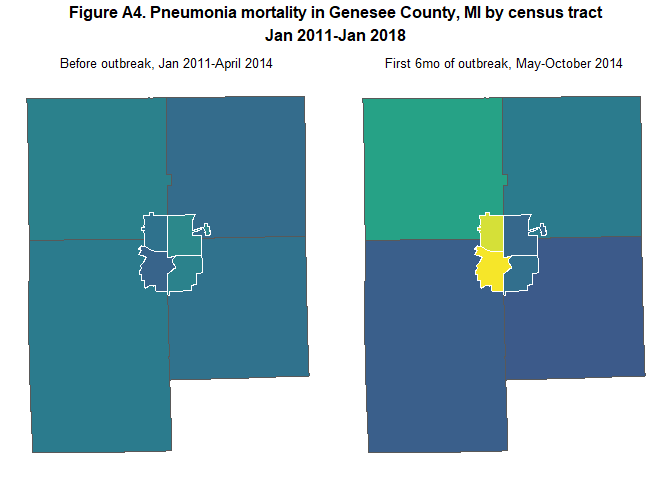 Figure A4. Pneumonia mortality in Genesee County, MI by census tract
Jan 2011-Jan 2018
Before outbreak, Jan 2011-April 2014
First 6mo of outbreak, May-October 2014